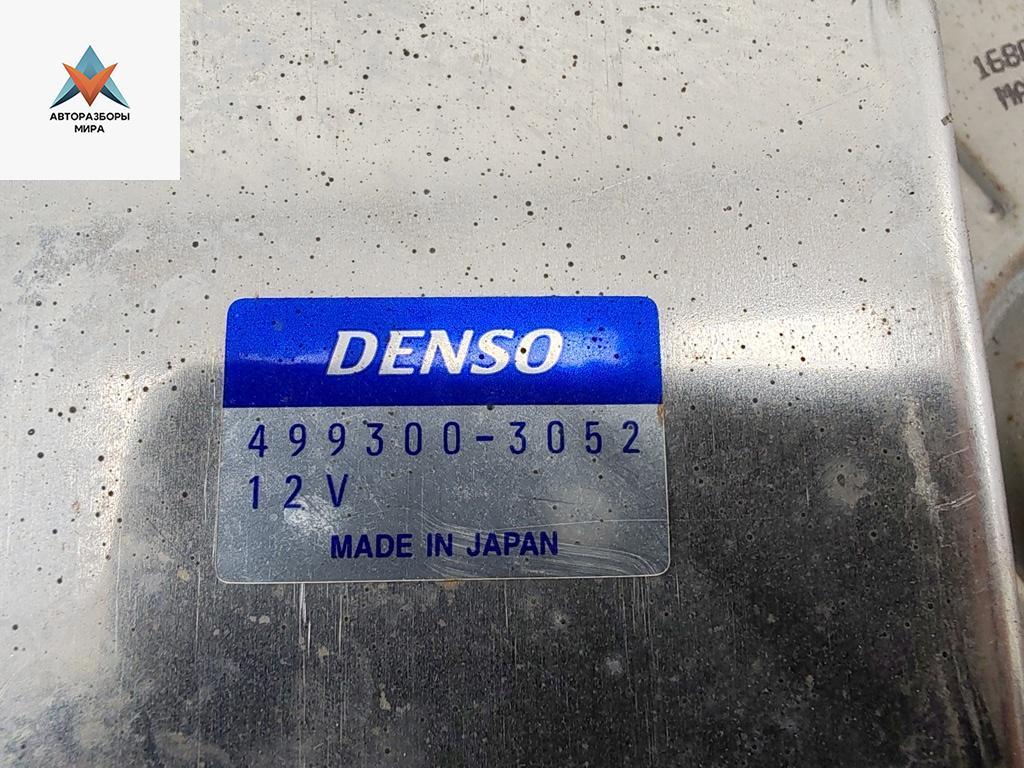 АВТОРАЗБОРЫ
МИРА
DENSO
499300-3052
12V
MADE IN JAPAN